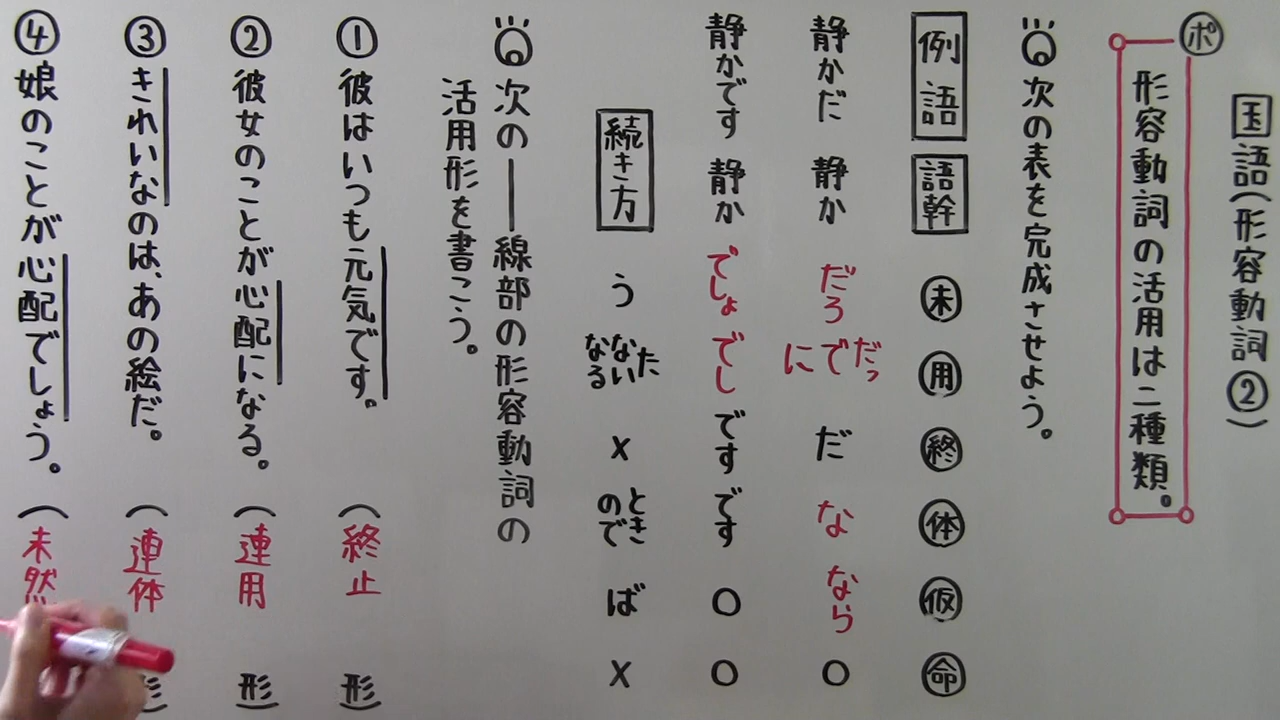 国語(形容動詞②)
ポ
形容動詞の活用は二種類。
次の表を完成させよう。
例語 語幹 未 用 終 体 仮 命
静かだ 静か だろ だっ で に だ な なら ○
静かです 静か でしょ でし です です ○ ○
続き方 う た ない なる × とき ので ば ×
次の――線部の形容動詞の
活用形を書こう。
① 彼はいつも元気です。 (終止 形)
② 彼女のことが心配になる。 (連用 形)
③ きれいなのは、あの絵だ。 (連体 形)
④ 娘のことが心配でしょう。 (未然